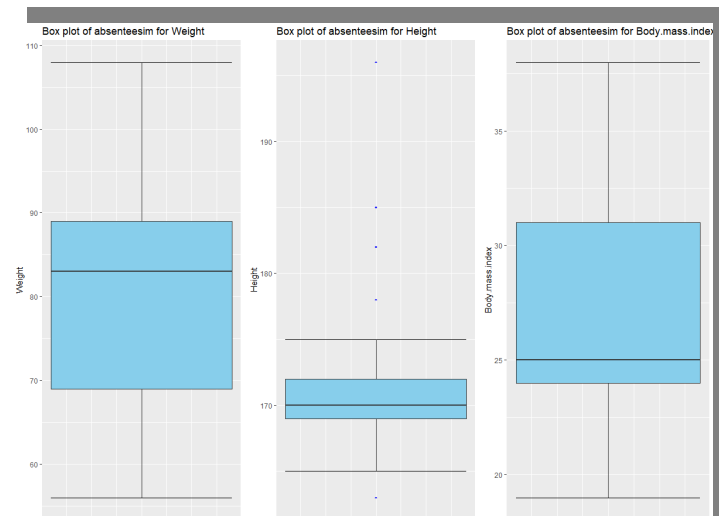 Box plot of absenteesim for Weight
110
100
90
80
70
60
Weight
Box plot of absenteesim for Height
190
180
170
Height
Box plot of absenteesim for Body.mass.index
35
30
25
20
Body.mass.index